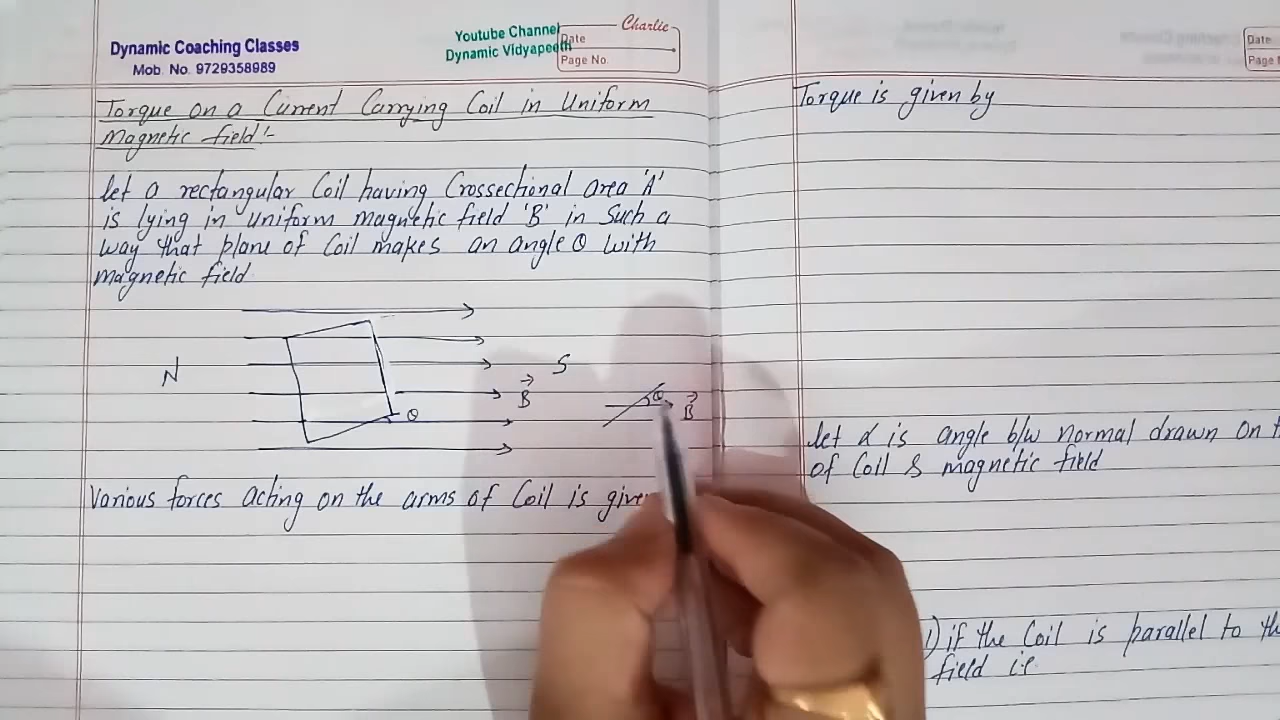 Dynamic Coaching Classes
Mob. No. 9729358989
Youtube Channel
Dynamic Vidyapeeth
Charlie
Date
Page No.
Torque on a Current Carrying Coil in Uniform
Magnetic field:-
let a rectangular Coil having Crossectional area 'A'
is lying in uniform magnetic field 'B' in Such a
way that plane of Coil makes an angle θ with
magnetic field
N
S
B
θ
θ
B
Various forces acting on the arms of Coil is give
Date
Page
Torque is given by
let α is angle b/w normal drawn on
of Coil & magnetic field
1) if the Coil is parallel to
field i.e